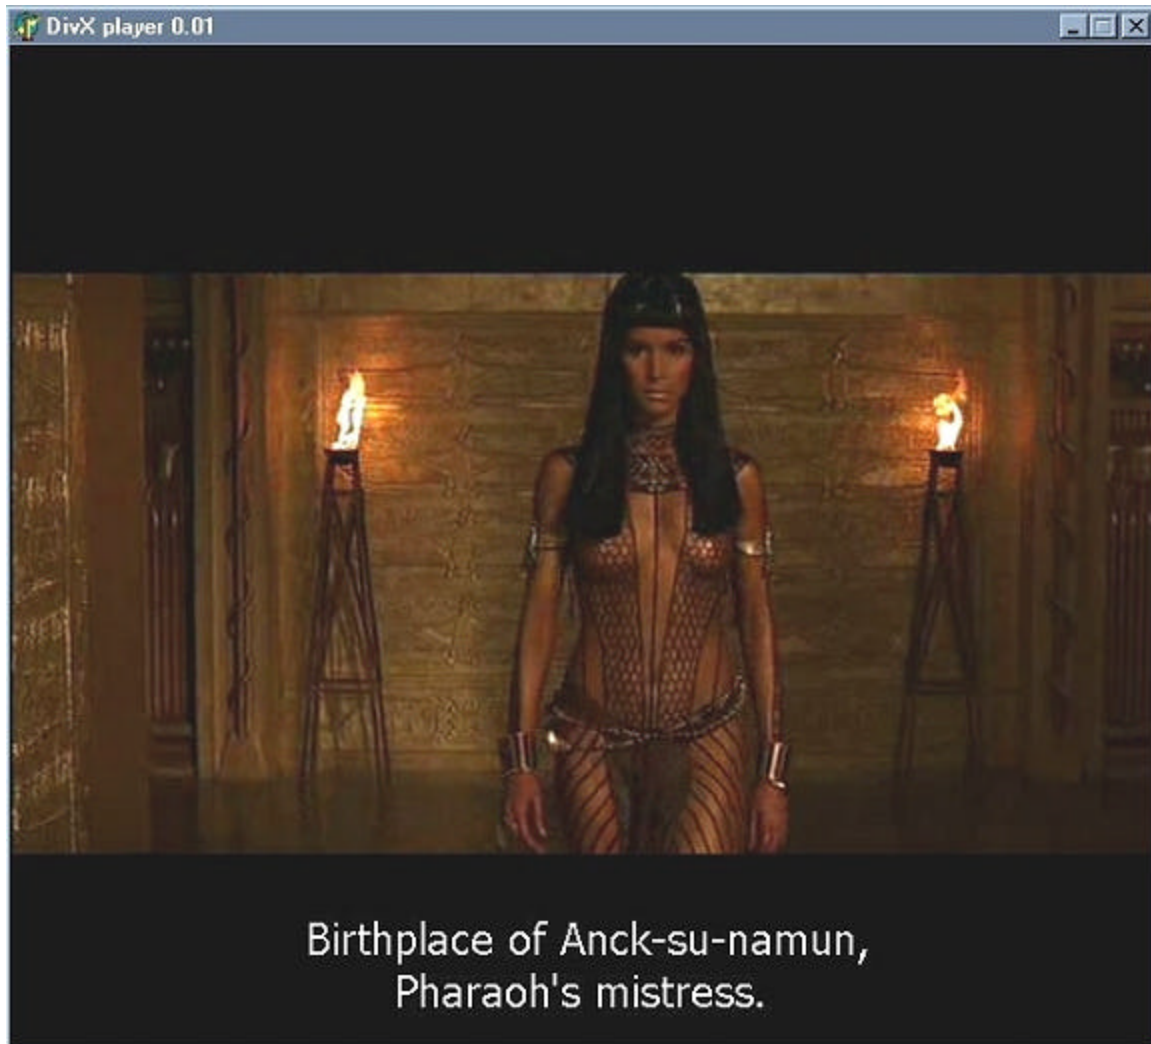 DivX player 0.01
Birthplace of Anck-su-namun,
Pharaoh's mistress.